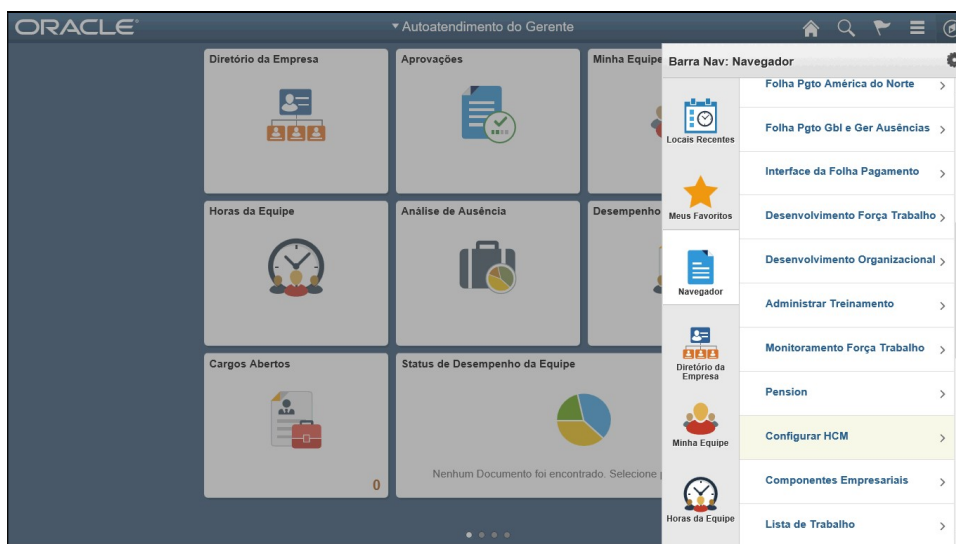 ORACLE
Autoatendimento do Gerente
Diretório da Empresa
Aprovações
Minha Equipe
Horas da Equipe
Análise de Ausência
Desempenho
Cargos Abertos
0
Status de Desempenho da Equipe
Nenhum Documento foi encontrado. Selecione
Barra Nav: Navegador
Locais Recentes
Meus Favoritos
Navegador
Diretório da
Empresa
Minha Equipe
Horas da Equipe
Folha Pgto América do Norte
Folha Pgto Gbl e Ger Ausências
Interface da Folha Pagamento
Desenvolvimento Força Trabalho
Desenvolvimento Organizacional
Administrar Treinamento
Monitoramento Força Trabalho
Pension
Configurar HCM
Componentes Empresariais
Lista de Trabalho